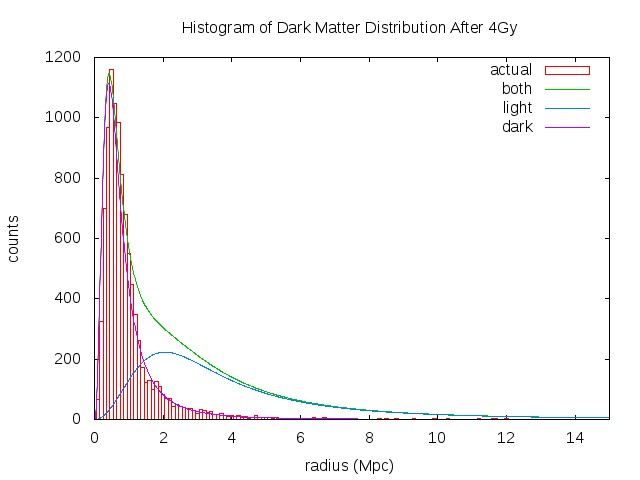 Histogram of Dark Matter Distribution After 4Gy
1200
1000
800
600
400
200
0
counts
actual
both
light
dark
0 2 4 6 8 10 12 14
radius (Mpc)